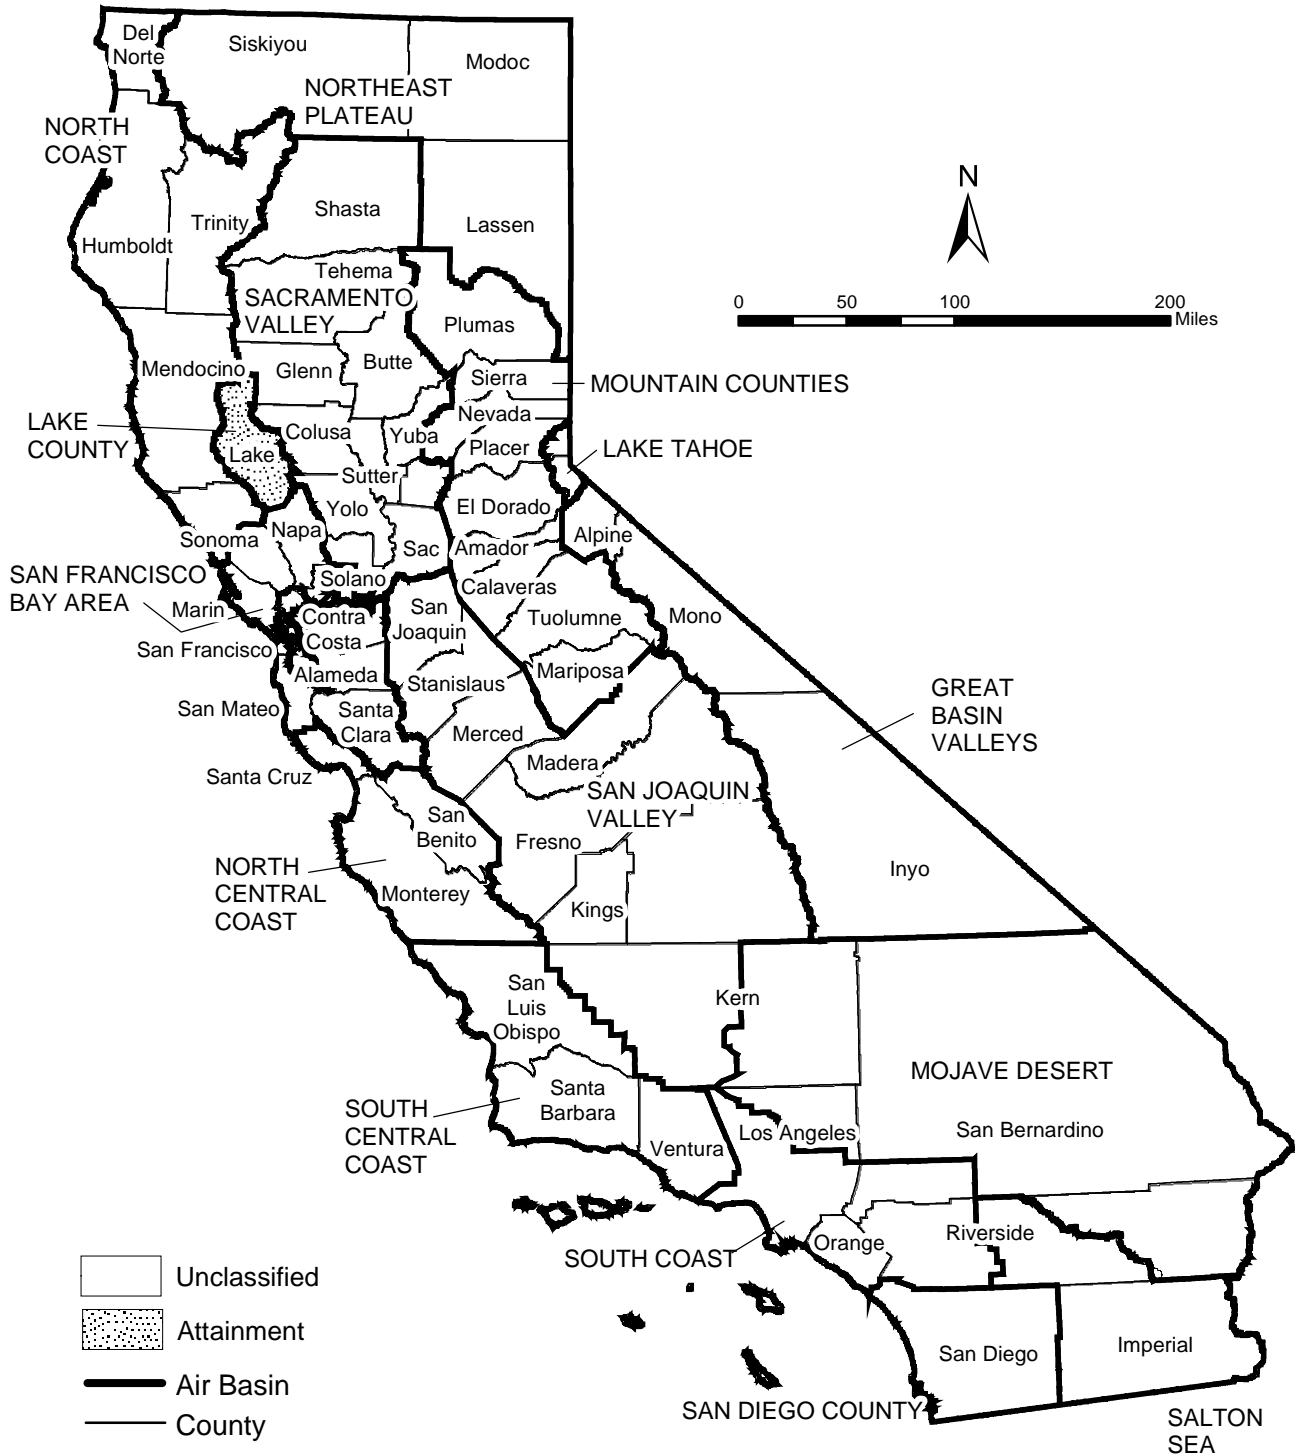 Del
Norte
Siskiyou
Modoc
NORTHEAST
PLATEAU
NORTH
COAST
N
Shasta
Trinity
Lassen
Humboldt
Tehema
SACRAMENTO
VALLEY
0 50 100 200
Miles
Plumas
Mendocino
Glenn
Butte
Sierra
MOUNTAIN COUNTIES
Nevada
LAKE
COUNTY
Colusa
Yuba
Placer
LAKE TAHOE
Lake
Sutter
Yolo
El Dorado
Napa
Sonoma
Sac
Amador
Alpine
SAN FRANCISCO
BAY AREA
Solano
Calaveras
Marin
Contra
Costa
San
Joaquin
Tuolumne
Mono
San Francisco
Alameda
Stanislaus
Mariposa
San Mateo
Santa
Clara
Merced
GREAT
BASIN
VALLEYS
Madera
Santa Cruz
SAN JOAQUIN
VALLEY
San
Benito
Fresno
NORTH
CENTRAL
COAST
Monterey
Inyo
Kings
San
Luis
Obispo
Kern
MOJAVE DESERT
Santa
Barbara
SOUTH
CENTRAL
COAST
Los Angeles
San Bernardino
Ventura
SOUTH COAST
Orange
Riverside
Unclassified
Attainment
Air Basin
County
San Diego
Imperial
SAN DIEGO COUNTY
SALTON
SEA